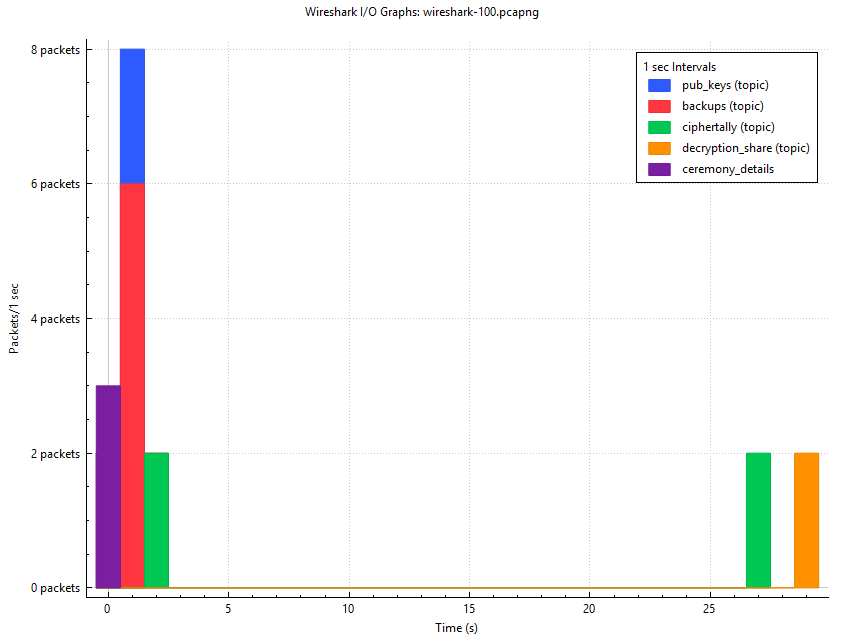 Wireshark I/O Graphs: wireshark-100.pcapng
8 packets
6 packets
4 packets
2 packets
0 packets
Packets/1 sec
1 sec Intervals
pub_keys (topic)
backups (topic)
ciphertally (topic)
decryption_share (topic)
ceremony_details
0 5 10 15 20 25
Time (s)